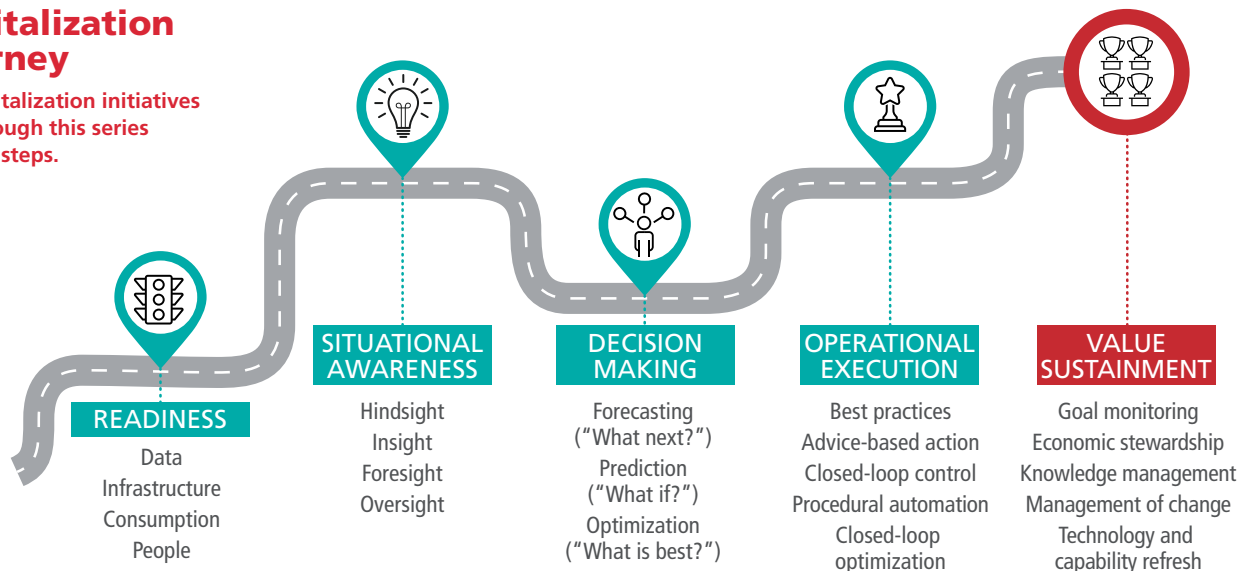 italization
rney
talization initiatives
ough this series
steps.
READINESS
Data
Infrastructure
Consumption
People
SITUATIONAL
AWARENESS
Hindsight
Insight
Foresight
Oversight
DECISION
MAKING
Forecasting
("What next?")
Prediction
("What if?")
Optimization
("What is best?")
OPERATIONAL
EXECUTION
Best practices
Advice-based action
Closed-loop control
Procedural automation
Closed-loop
optimization
VALUE
SUSTAINMENT
Goal monitoring
Economic stewardship
Knowledge management
Management of change
Technology and
capability refresh